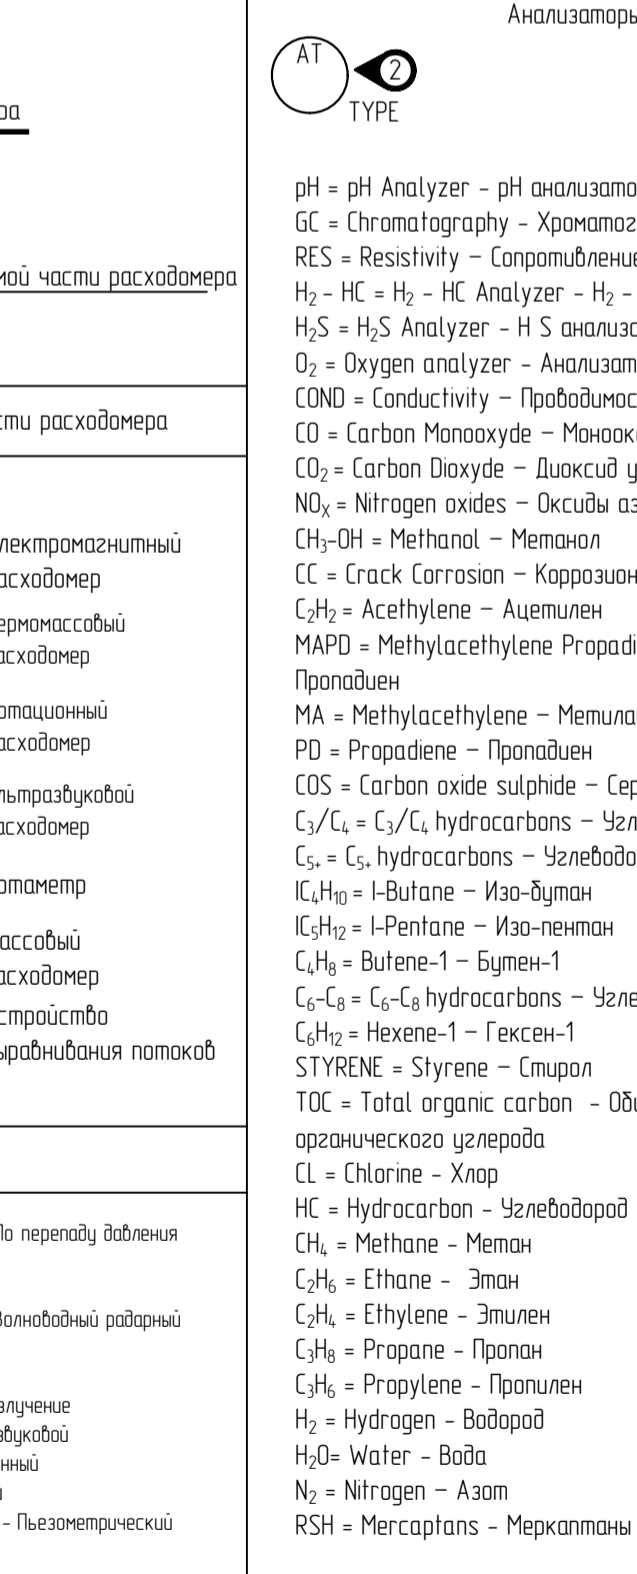 мой части расходомера
сти расходомера
лектромагнитный
асходомер
ермомассовый
асходомер
отационный
асходомер
льтразвуковой
асходомер
отаметр
ассовый
асходомер
стройство
ыравнивания потоков
По перепаду давления
Волноводный радарный
злучение
звуковой
нный
- Пьезометрический
Анализаторы
AT
2
TYPE
pH = pH Analyzer - pH анализато
GC = Chromatography - Хроматог
RES = Resistivity – Сопротивление
H₂ - HC = H₂ - HC Analyzer - H₂ -
H₂S = H₂S Analyzer - H S анализа
O₂ = Oxygen analyzer - Анализат
COND = Conductivity – Проводимос
CO = Carbon Monooxyde – Монооко
CO₂ = Carbon Dioxyde – Диоксид у
NOₓ = Nitrogen oxides – Оксиды аз
CH₃-OH = Methanol – Метанол
CC = Crack Corrosion – Коррозион
C₂H₂ = Acethylene – Ацетилен
MAPD = Methylacethylene Propadi
Пропадиен
MA = Methylacethylene – Метила
PD = Propadiene – Пропадиен
COS = Carbon oxide sulphide – Сер
C₃/C₄ = C₃/C₄ hydrocarbons – Угл
C₅₊ = C₅₊ hydrocarbons – Углеводо
IC₄H₁₀ = I-Butane – Изо-бутан
IC₅H₁₂ = I-Pentane – Изо-пентан
C₄H₈ = Butene-1 – Бутен-1
C₆-C₈ = C₆-C₈ hydrocarbons – Угле
C₆H₁₂ = Hexene-1 – Гексен-1
STYRENE = Styrene – Стирол
TOC = Total organic carbon - Общ
органического углерода
CL = Chlorine - Хлор
HC = Hydrocarbon - Углеводород
CH₄ = Methane - Метан
C₂H₆ = Ethane - Этан
C₂H₄ = Ethylene - Этилен
C₃H₈ = Propane - Пропан
C₃H₆ = Propylene - Пропилен
H₂ = Hydrogen - Водород
H₂O= Water - Вода
N₂ = Nitrogen – Азот
RSH = Mercaptans - Меркаптаны